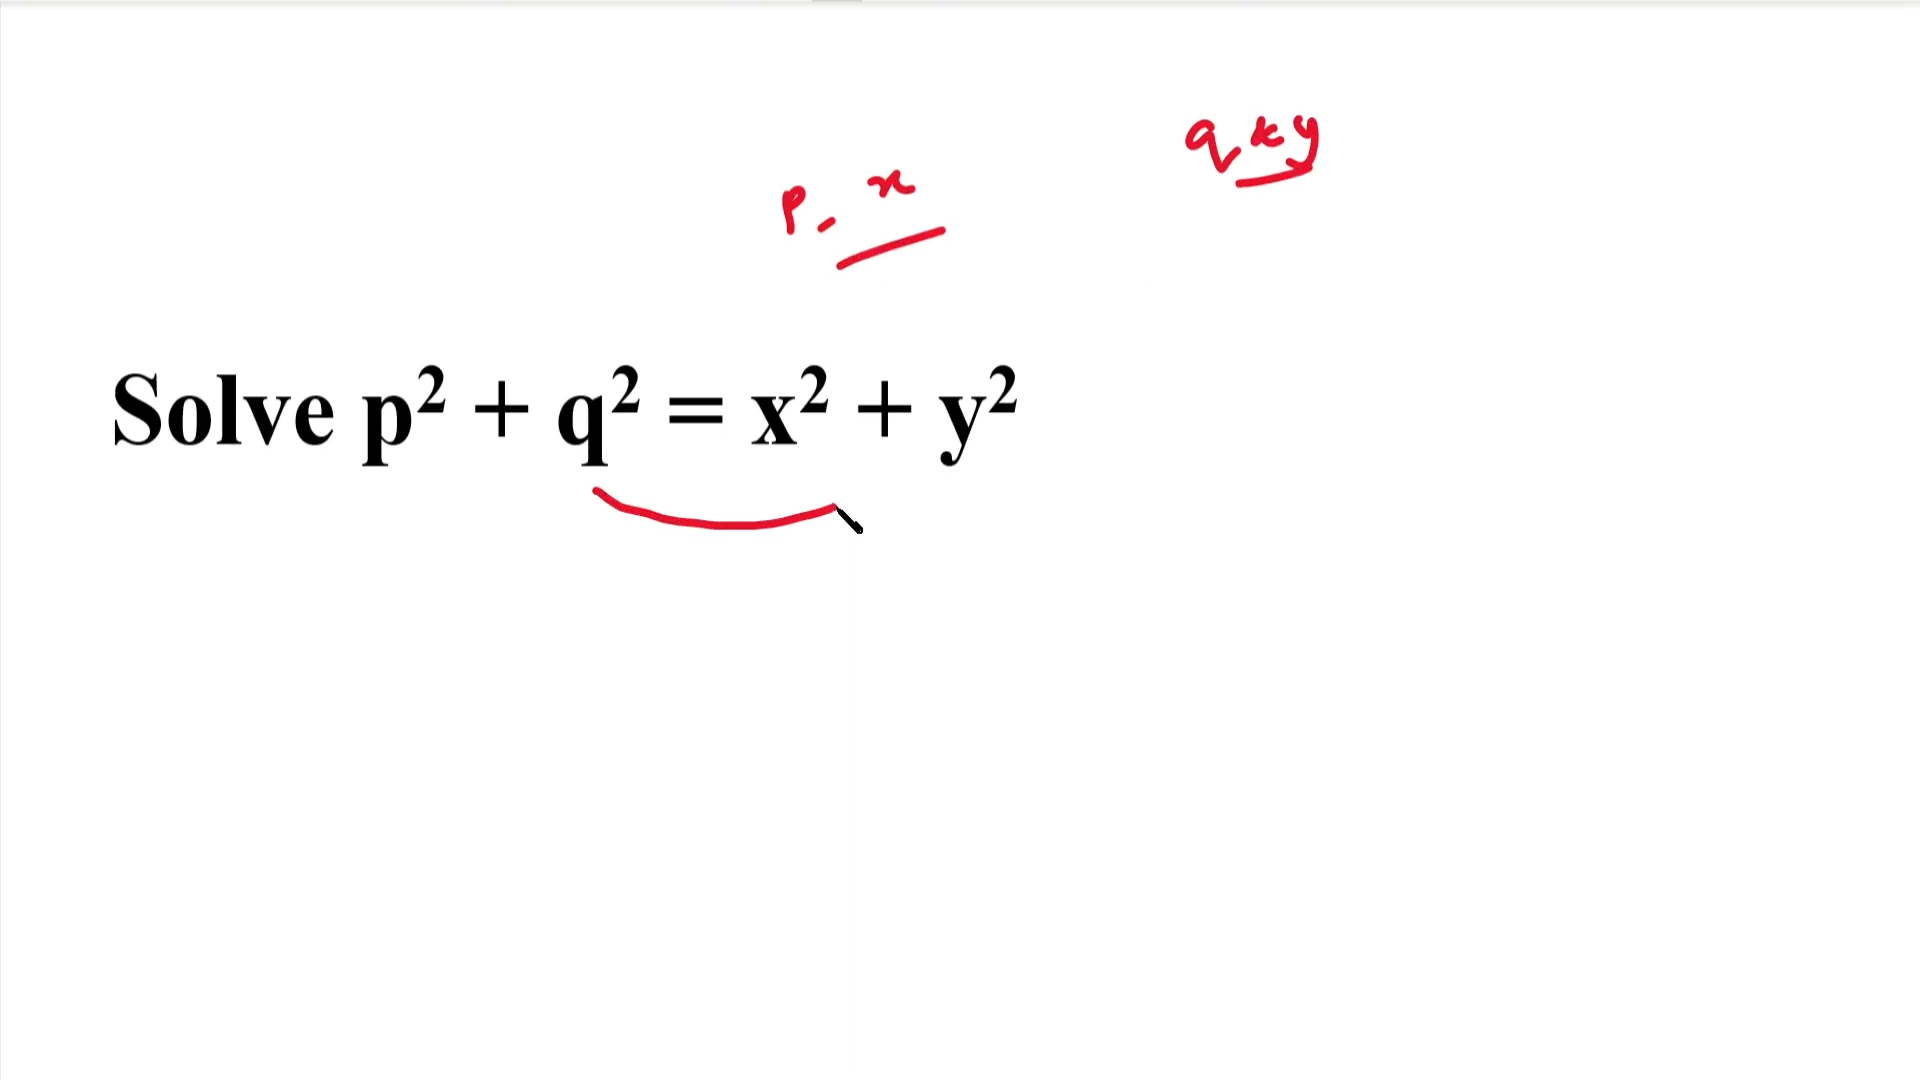 q & y
p - x
Solve p² + q² = x² + y²